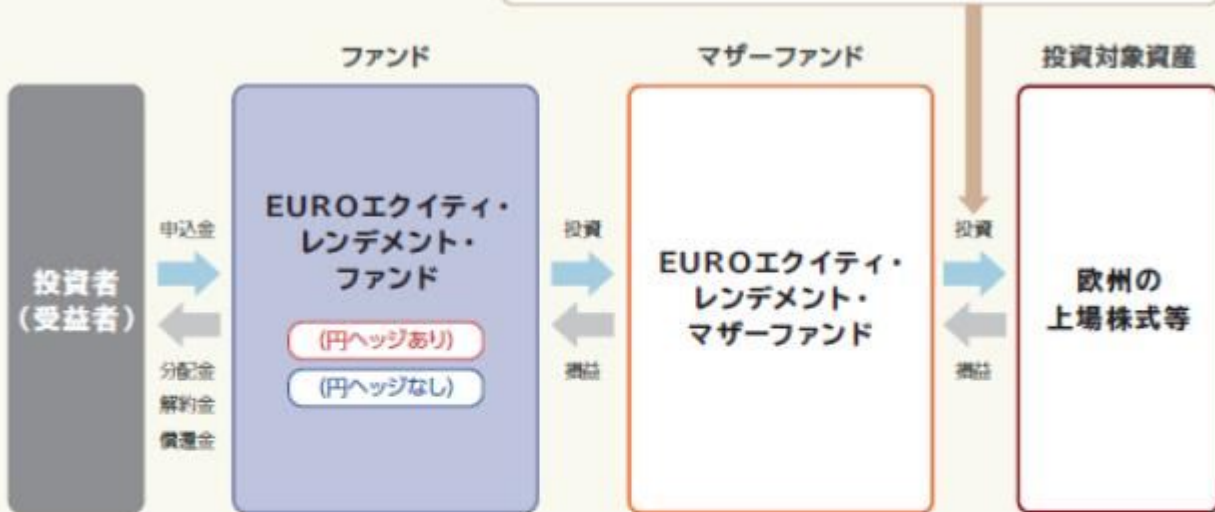 ファンド
マザーファンド
投資対象資産
投資者
(受益者)
申込金
分配金
解約金
償還金
EUROエクイティ・
レンデメント・
ファンド
(円ヘッジあり)
(円ヘッジなし)
投資
損益
EUROエクイティ・
レンデメント・
マザーファンド
投資
損益
欧州の
上場株式等